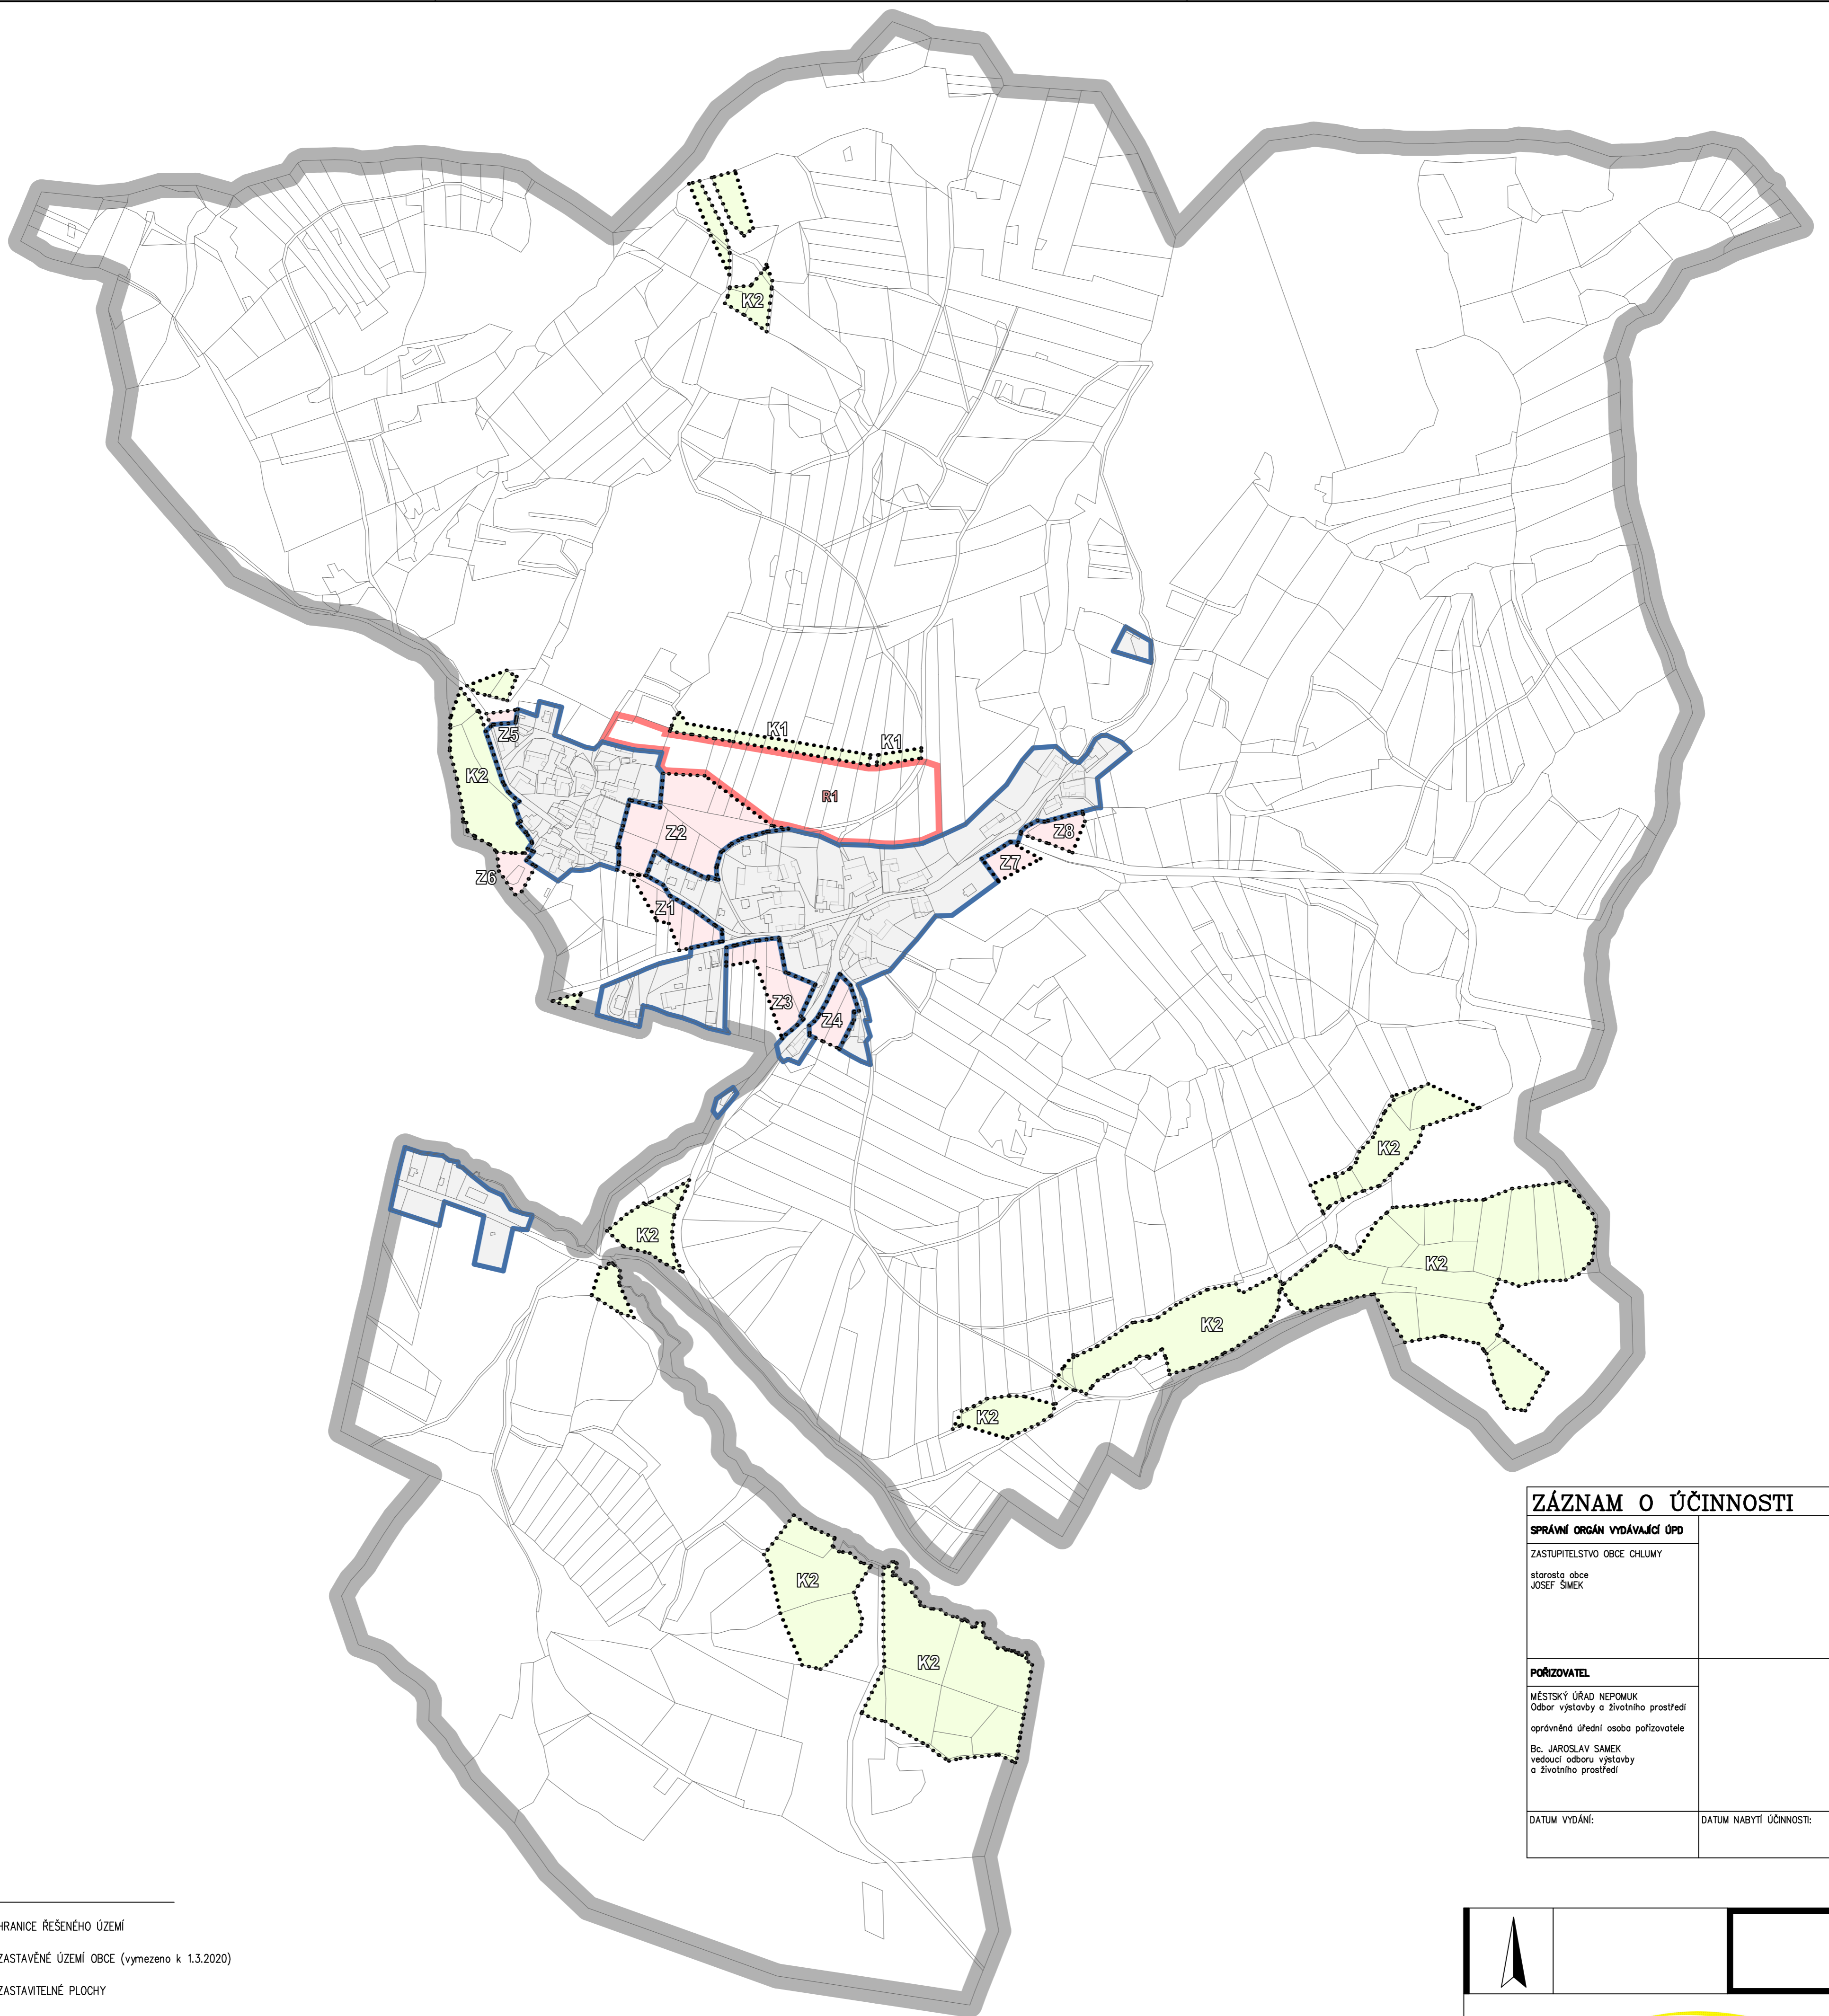 K2
K1
K1
Z5
K2
R1
Z2
Z8
Z7
Z6
Z1
Z3
Z4
K2
K2
K2
K2
K2
K2
K2
ZÁZNAM O ÚČINNOSTI
SPRÁVNÍ ORGÁN VYDÁVAJÍCÍ ÚPD
ZASTUPITELSTVO OBCE CHLUMY
starosta obce
JOSEF ŠIMEK
POŘIZOVATEL
MĚSTSKÝ ÚŘAD NEPOMUK
Odbor výstavby a životního prostředí
oprávněná úřední osoba pořizovatele
Bc. JAROSLAV SAMEK
vedoucí odboru výstavby
a životního prostředí
DATUM VYDÁNÍ:
DATUM NABYTÍ ÚČINNOSTI:
HRANICE ŘEŠENÉHO ÚZEMÍ
ZASTAVĚNÉ ÚZEMÍ OBCE (vymezeno k 1.3.2020)
ZASTAVITELNÉ PLOCHY